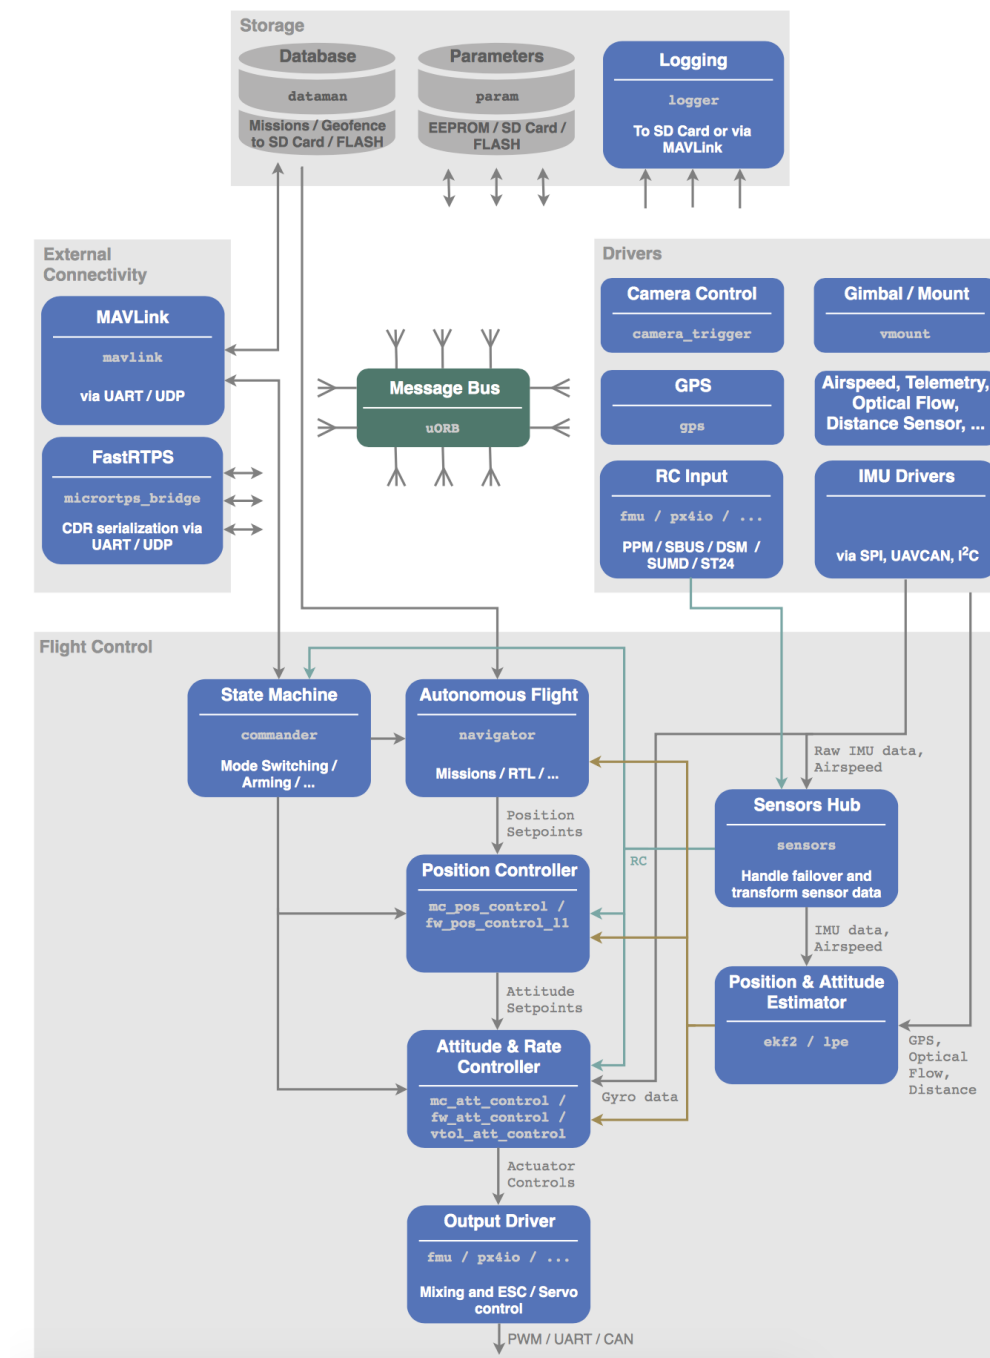 Storage
Database
dataman
Missions / Geofence
to SD Card / FLASH
Parameters
param
EEPROM / SD Card /
FLASH
Logging
logger
To SD Card or via
MAVLink
External
Connectivity
MAVLink
mavlink
via UART / UDP
FastRTPS
micrortps_bridge
CDR serialization via
UART / UDP
Message Bus
uORB
Drivers
Camera Control
camera_trigger
Gimbal / Mount
vmount
GPS
gps
Airspeed, Telemetry,
Optical Flow,
Distance Sensor, ...
RC Input
fmu / px4io / ...
PPM / SBUS / DSM /
SUMD / ST24
IMU Drivers
via SPI, UAVCAN, I²C
Flight Control
State Machine
commander
Mode Switching /
Arming / ...
Autonomous Flight
navigator
Missions / RTL / ...
Raw IMU data,
Airspeed
Position
Setpoints
Sensors Hub
sensors
Handle failover and
transform sensor data
RC
Position Controller
mc_pos_control /
fw_pos_control_l1
IMU data,
Airspeed
Attitude
Setpoints
Position & Attitude
Estimator
ekf2 / lpe
GPS,
Optical
Flow,
Distance
Attitude & Rate
Controller
mc_att_control /
fw_att_control /
vtol_att_control
Gyro data
Actuator
Controls
Output Driver
fmu / px4io / ...
Mixing and ESC / Servo
control
PWM / UART / CAN